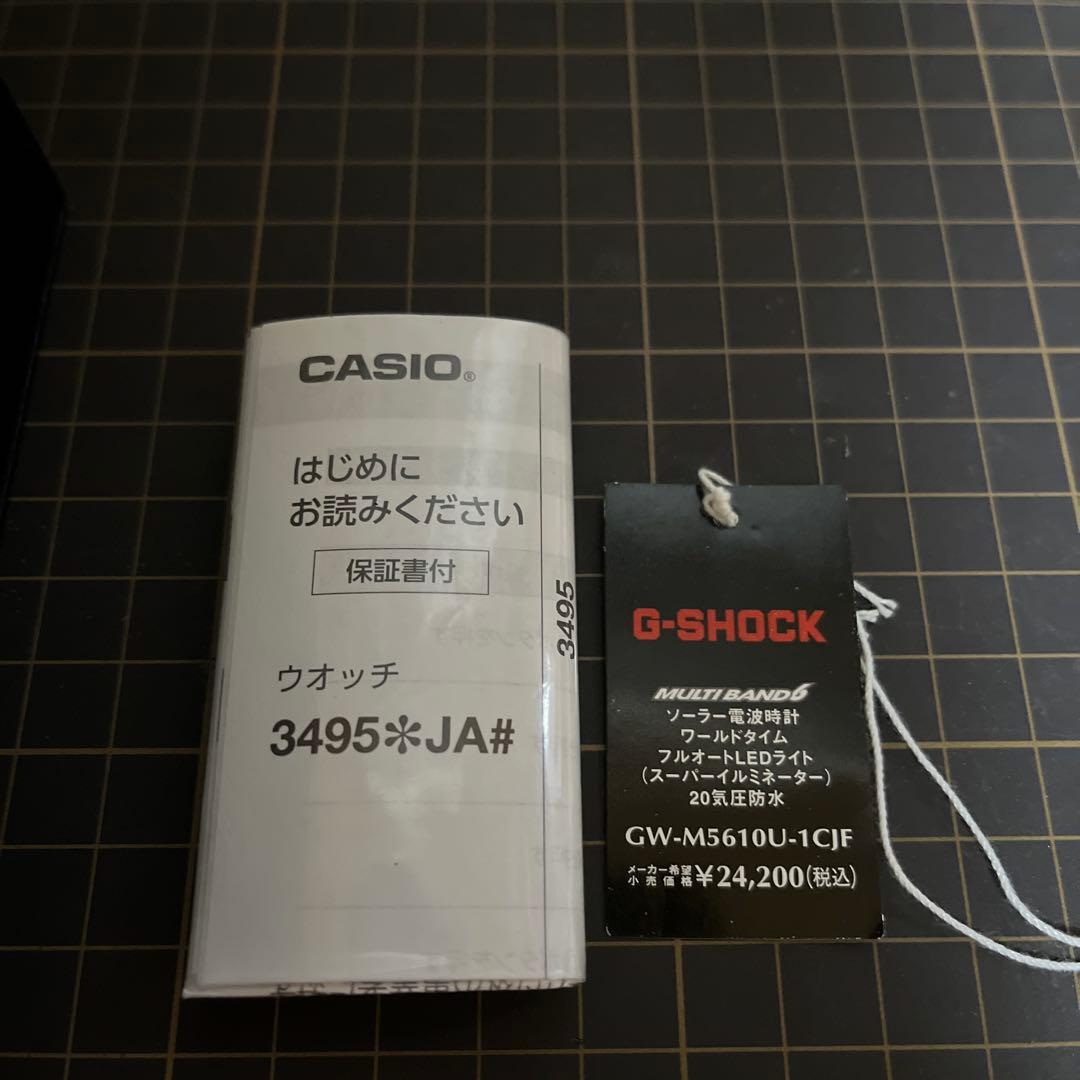 CASIO®
はじめに
お読みください
保証書付
ウオッチ
3495＊JA#
3495
G-SHOCK
MULTI BAND 6
ソーラー電波時計
ワールドタイム
フルオートLEDライト
(スーパーイルミネーター)
20気圧防水
GW-M5610U-1CJF
メーカー希望小売価格 ¥24,200(税込)